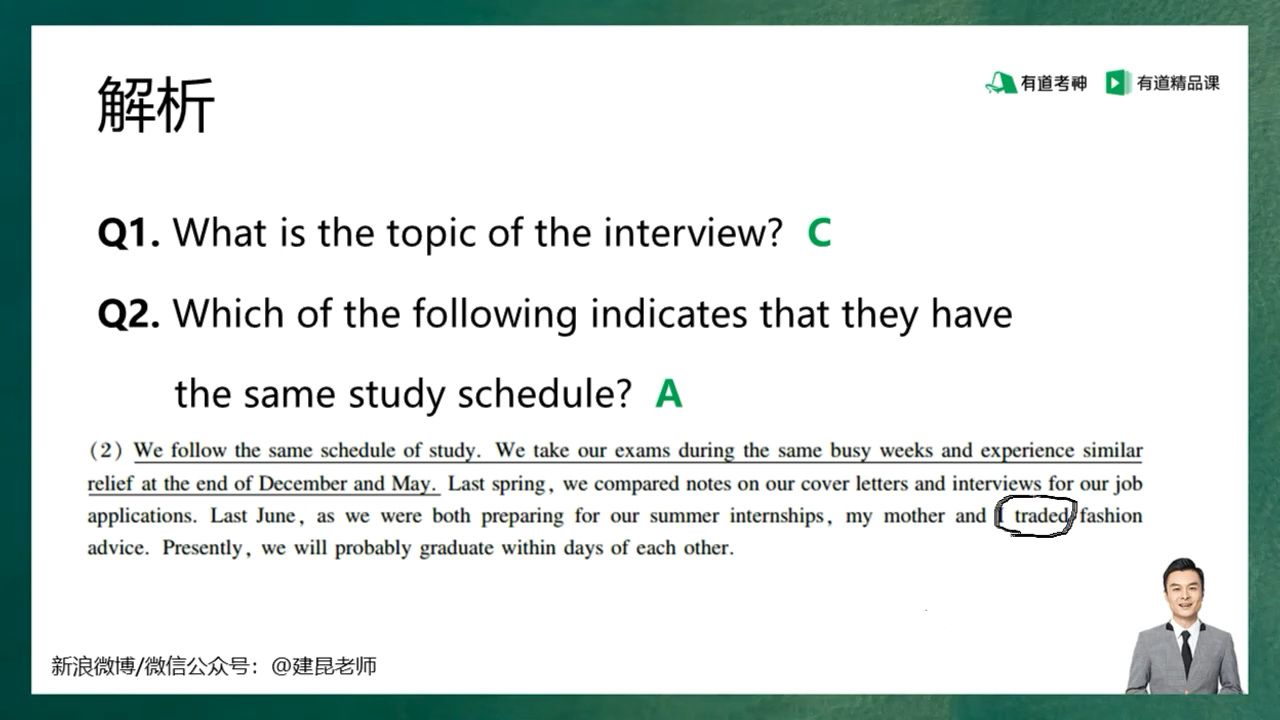 解析
有道考神 有道精品课
Q1. What is the topic of the interview? C
Q2. Which of the following indicates that they have
the same study schedule? A
(2) We follow the same schedule of study. We take our exams during the same busy weeks and experience similar
relief at the end of December and May. Last spring, we compared notes on our cover letters and interviews for our job
applications. Last June, as we were both preparing for our summer internships, my mother and I traded fashion
advice. Presently, we will probably graduate within days of each other.
新浪微博/微信公众号：@建昆老师